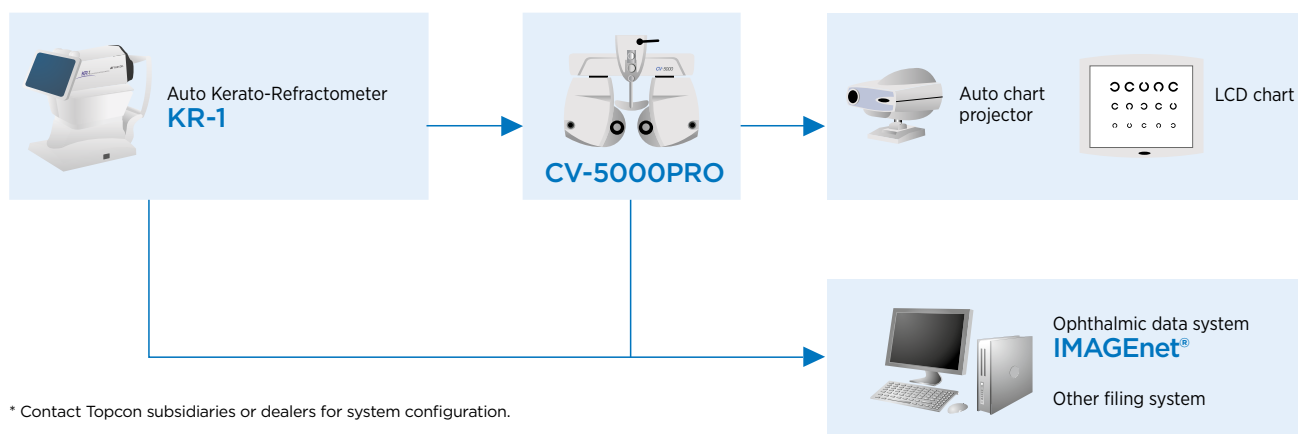 Auto Kerato-Refractometer
KR-1
CV-5000PRO
Auto chart
projector
LCD chart
Ophthalmic data system
IMAGEnet®
Other filing system
* Contact Topcon subsidiaries or dealers for system configuration.